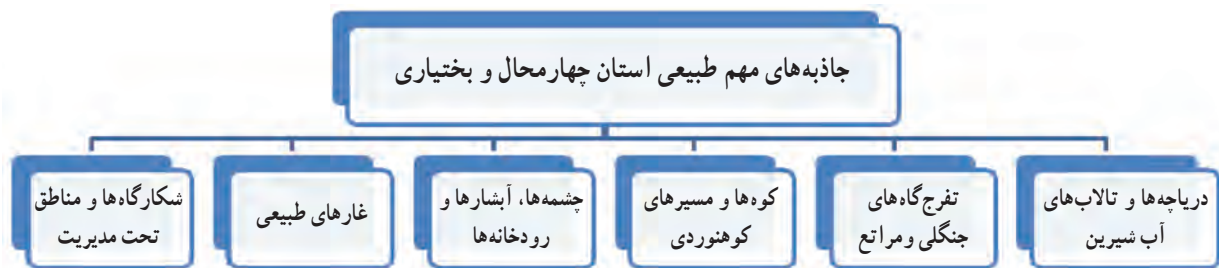 جاذبه‌های مهم طبیعی استان چهارمحال و بختیاری
دریاچه‌ها و تالاب‌های
آب شیرین
تفرج‌گاه‌های
جنگلی و مراتع
کوه‌ها و مسیرهای
کوهنوردی
چشمه‌ها، آبشارها و
رودخانه‌ها
غارهای طبیعی
شکارگاه‌ها و مناطق
تحت مدیریت